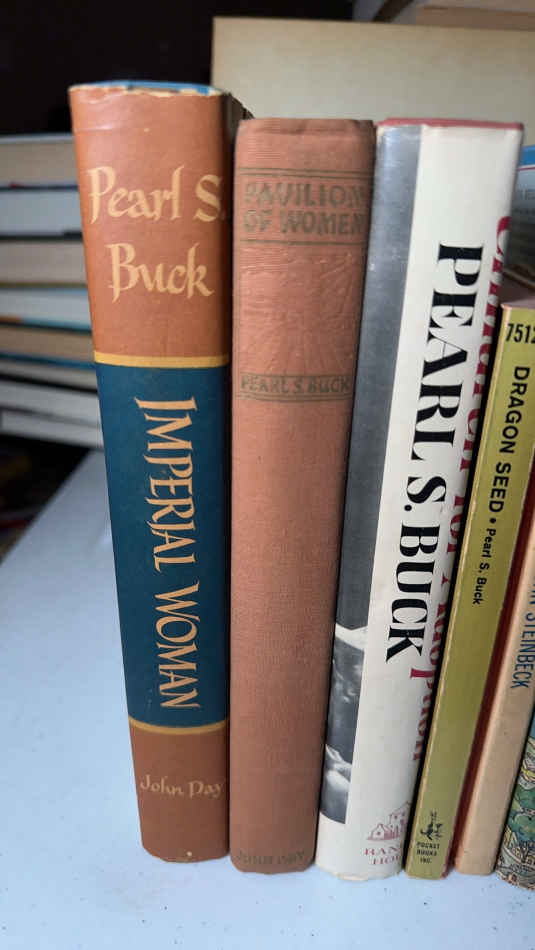 Pearl S.
Buck
IMPERIAL WOMAN
John Day
PAVILION
OF WOMEN
PEARL S. BUCK
JOHN DAY
PEARL S. BUCK
7512
DRAGON SEED • Pearl S. Buck
POCKET
BOOKS
INC.
STEINBECK